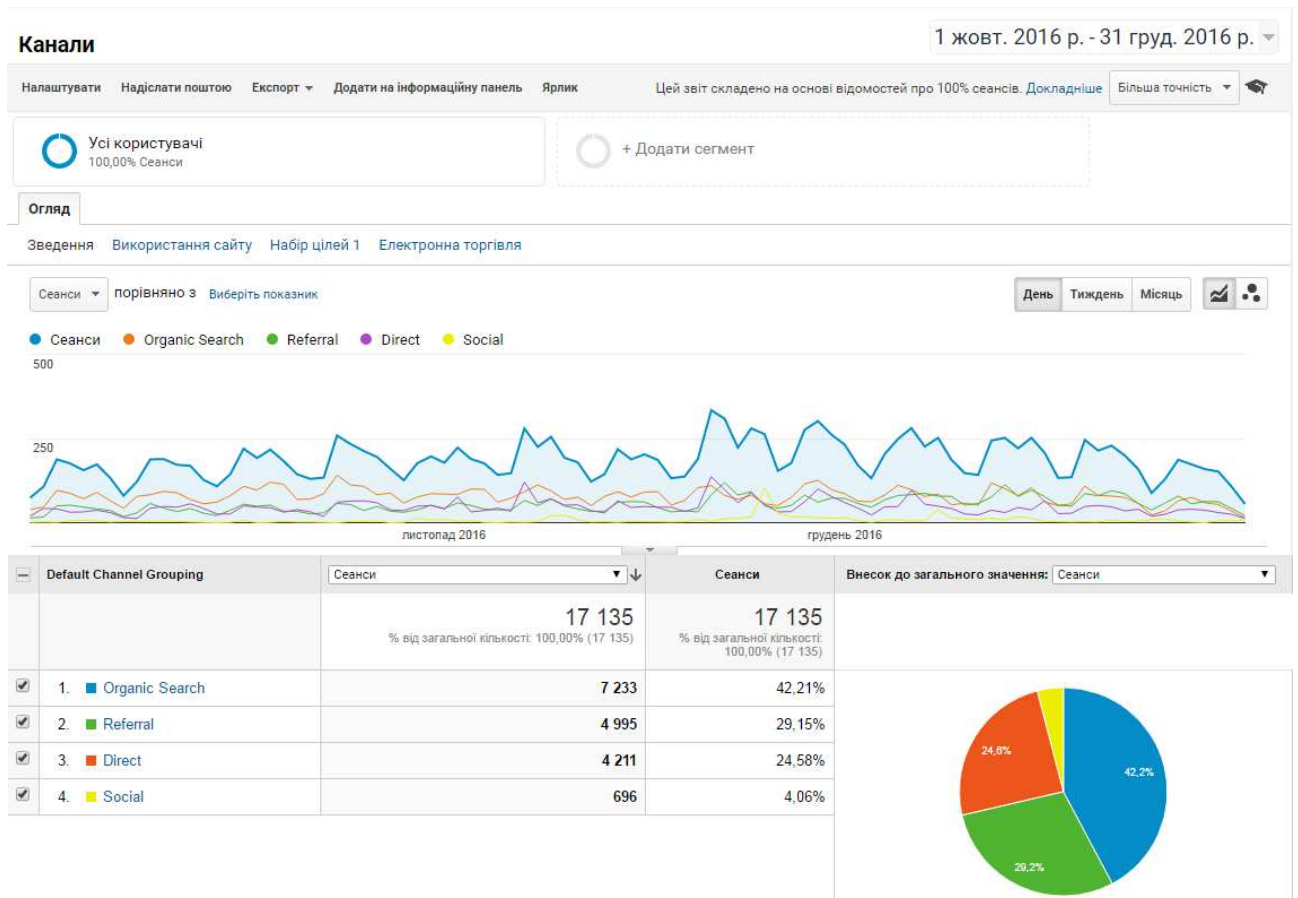 Канали
1 жовт. 2016 р. - 31 груд. 2016 р.
Налаштувати Надіслати поштою Експорт Додати на інформаційну панель Ярлик Цей звіт складено на основі відомостей про 100% сеансів. Докладніше Більша точність
Усі користувачі
100,00% Сеанси
+ Додати сегмент
Огляд
Зведення Використання сайту Набір цілей 1 Електронна торгівля
Сеанси порівняно з Виберіть показник День Тиждень Місяць
Сеанси Organic Search Referral Direct Social
500
250
листопад 2016 грудень 2016
Default Channel Grouping Сеанси Сеанси Внесок до загального значення: Сеанси
17 135 17 135
% від загальної кількості: 100,00% (17 135) % від загальної кількості:
100,00% (17 135)
1. Organic Search 7 233 42,21%
2. Referral 4 995 29,15%
3. Direct 4 211 24,58%
4. Social 696 4,06%
24,6%
42,2%
29,2%